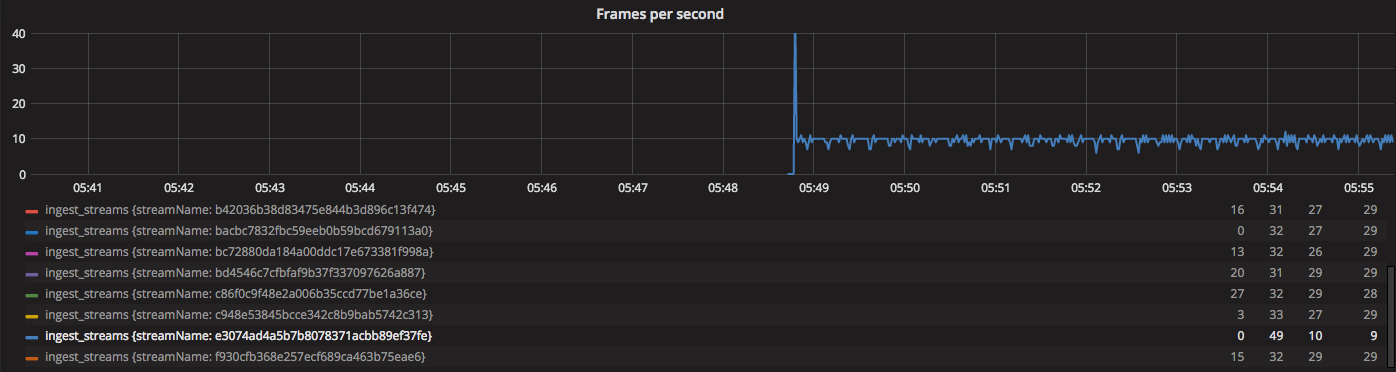 Frames per second
40
30
20
10
0
05:41 05:42 05:43 05:44 05:45 05:46 05:47 05:48 05:49 05:50 05:51 05:52 05:53 05:54 05:55
ingest_streams {streamName: b42036b38d83475e844b3d896c13f474} 16 31 27 29
ingest_streams {streamName: bacbc7832fbc59eeb0b59bcd679113a0} 0 32 27 29
ingest_streams {streamName: bc72880da184a00ddc17e673381f998a} 13 32 26 29
ingest_streams {streamName: bd4546c7cfbfaf9b37f337097626a887} 20 31 29 29
ingest_streams {streamName: c86f0c9f48e2a006b35ccd77be1a36ce} 27 32 29 28
ingest_streams {streamName: c948e53845bcce342c8b9bab5742c313} 3 33 27 29
ingest_streams {streamName: e3074ad4a5b7b8078371acbb89ef37fe} 0 49 10 9
ingest_streams {streamName: f930cfb368e257ecf689ca463b75eae6} 15 32 29 29